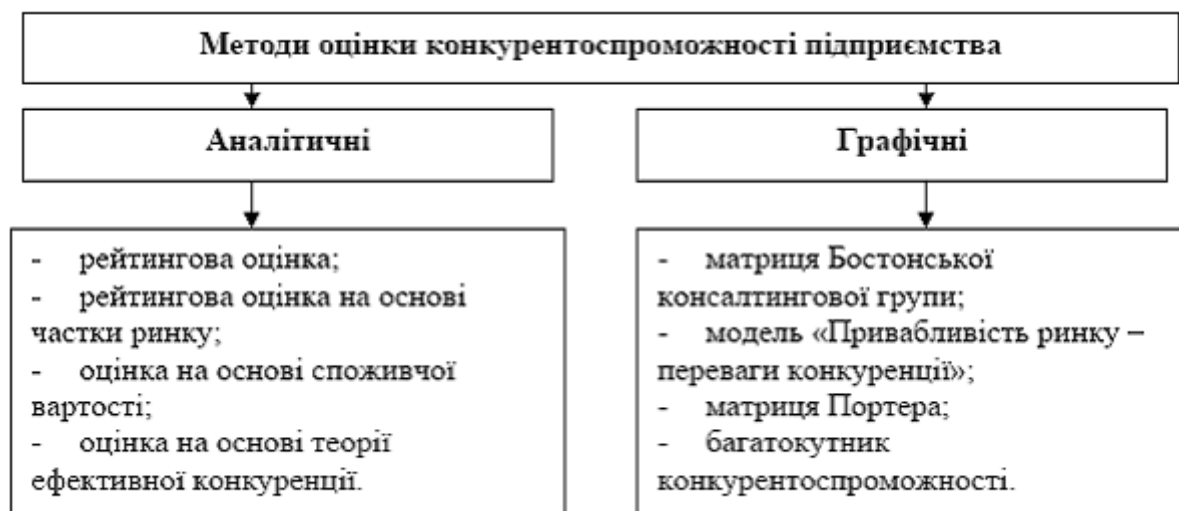 Методи оцінки конкурентоспроможності підприємства
Аналітичні
Графічні
- рейтингова оцінка;
- рейтингова оцінка на основі
частки ринку;
- оцінка на основі споживчої
вартості;
- оцінка на основі теорії
ефективної конкуренції.
- матриця Бостонської
консалтингової групи;
- модель «Привабливість ринку –
переваги конкуренції»;
- матриця Портера;
- багатокутник
конкурентоспроможності.